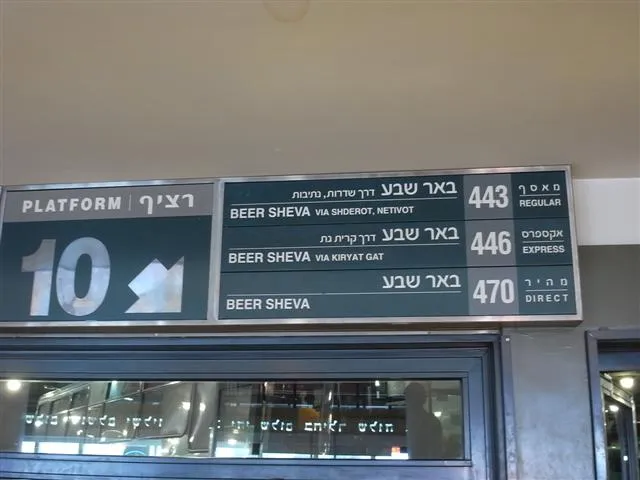 PLATFORM | רציף
10
באר שבע דרך שדרות, נתיבות
BEER SHEVA VIA SHDEROT, NETIVOT
443
מאסף
REGULAR
באר שבע דרך קרית גת
BEER SHEVA VIA KIRYAT GAT
446
אקספרס
EXPRESS
באר שבע
BEER SHEVA
470
מהיר
DIRECT